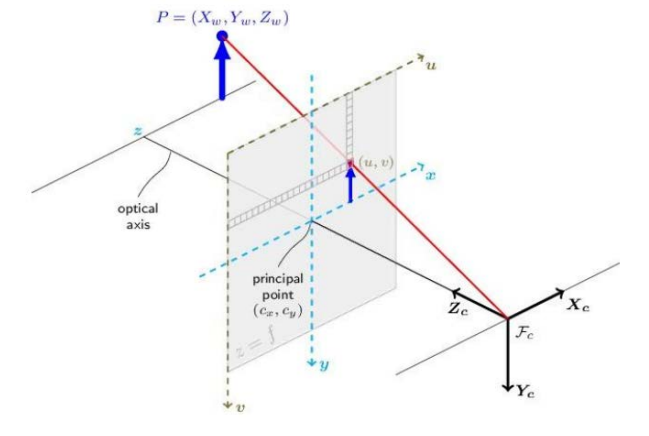 P = (X_w, Y_w, Z_w)
u
z
(u, v)
x
optical
axis
principal
point
(c_x, c_y)
Z_c
X_c
F_c
z = f
y
Y_c
v